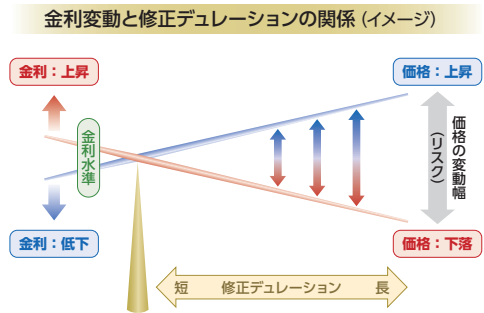 金利変動と修正デュレーションの関係（イメージ）
金利：上昇
価格：上昇
金利水準
価格の変動幅
（リスク）
金利：低下
価格：下落
短 修正デュレーション 長